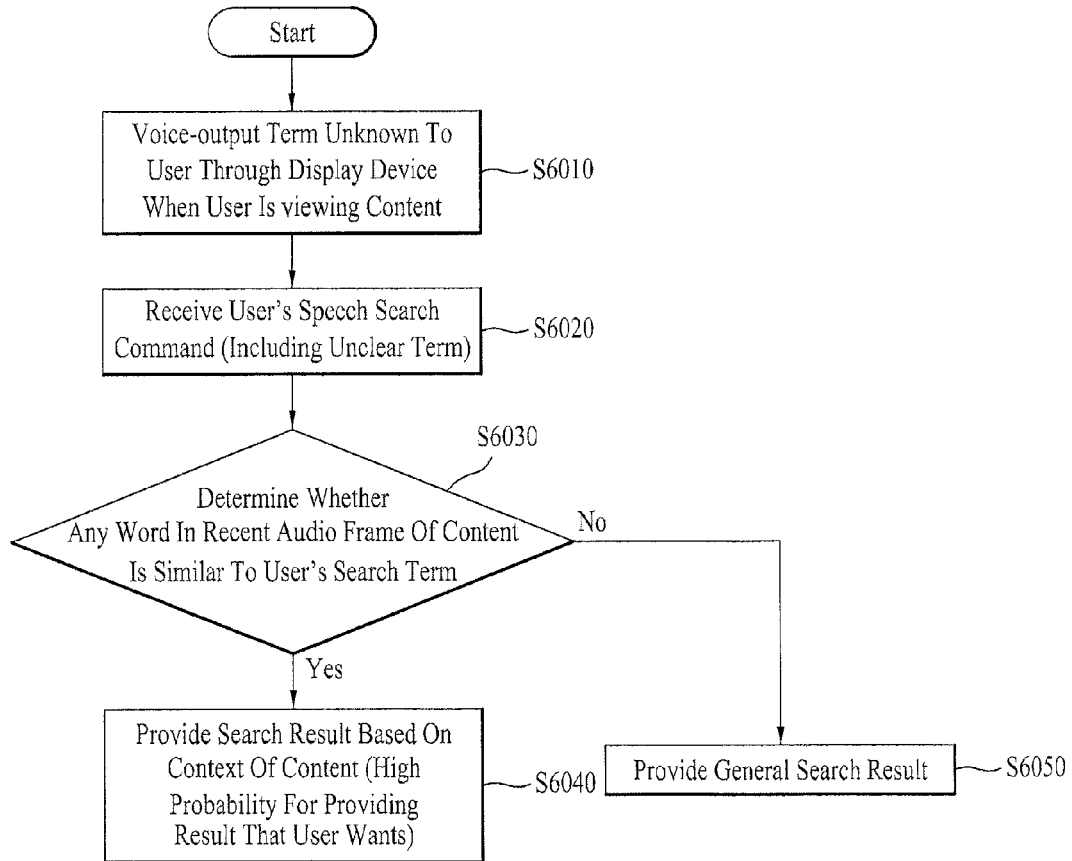 Start
Voice-output Term Unknown To
User Through Display Device
When User Is viewing Content
S6010
Receive User's Speech Search
Command (Including Unclear Term)
S6020
S6030
Determine Whether
Any Word In Recent Audio Frame Of Content
Is Similar To User's Search Term
No
Yes
Provide Search Result Based On
Context Of Content (High
Probability For Providing
Result That User Wants)
S6040
Provide General Search Result
S6050